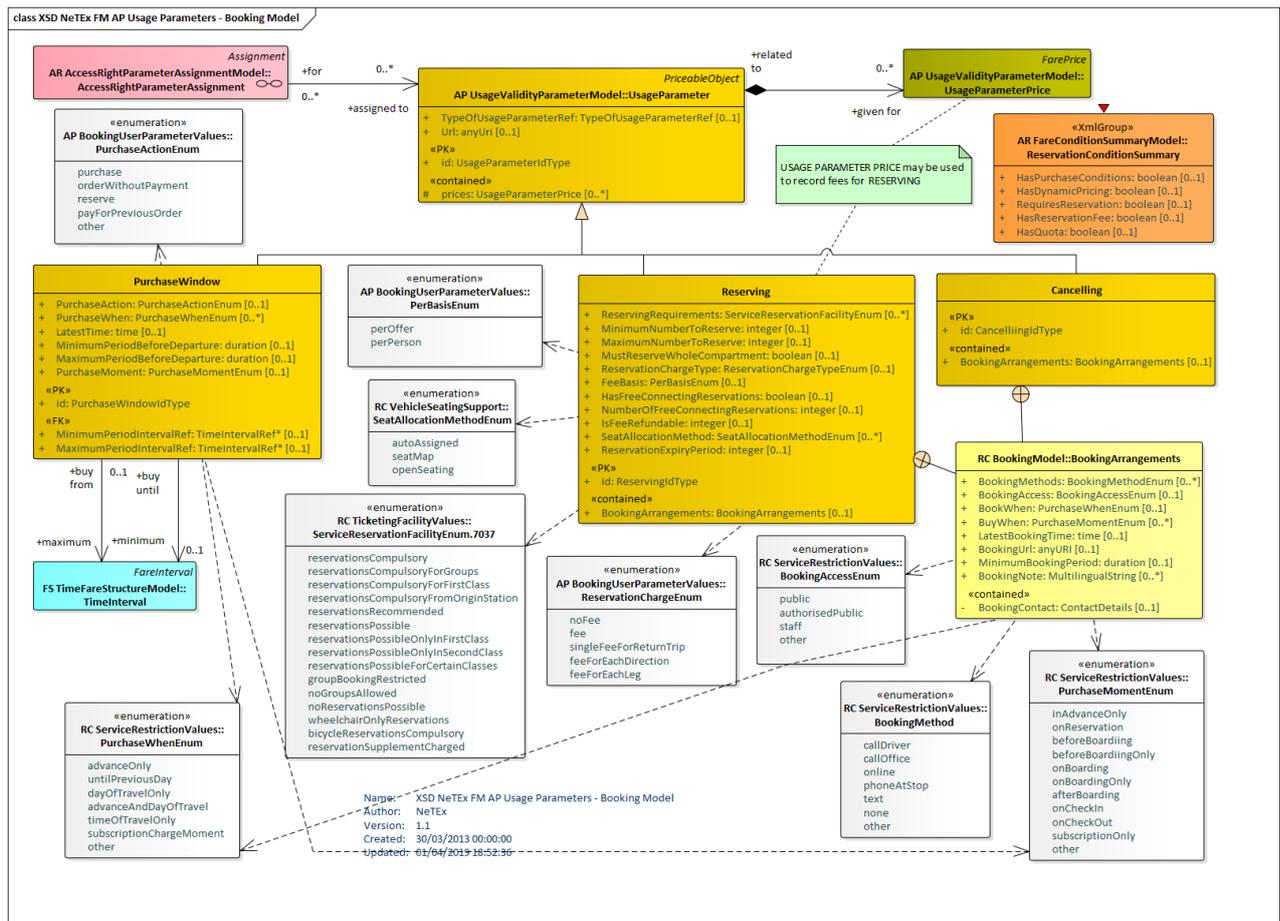 class XSD NeTEx FM AP Usage Parameters - Booking Model
Assignment
AR AccessRightParameterAssignmentModel::
AccessRightParameterAssignment
+for
0..*
0..*
+assigned to
PriceableObject
AP UsageValidityParameterModel::UsageParameter
+ TypeOfUsageParameterRef: TypeOfUsageParameterRef [0..1]
+ Url: anyUri [0..1]
«PK»
+ id: UsageParameterIdType
«contained»
# prices: UsageParameterPrice [0..*]
+related
to
0..*
+given for
FarePrice
AP UsageValidityParameterModel::
UsageParameterPrice
«enumeration»
AP BookingUserParameterValues::
PurchaseActionEnum
purchase
orderWithoutPayment
reserve
payForPreviousOrder
other
USAGE PARAMETER PRICE may be used
to record fees for RESERVING
«XmlGroup»
AR FareConditionSummaryModel::
ReservationConditionSummary
+ HasPurchaseConditions: boolean [0..1]
+ HasDynamicPricing: boolean [0..1]
+ RequiresReservation: boolean [0..1]
+ HasReservationFee: boolean [0..1]
+ HasQuota: boolean [0..1]
PurchaseWindow
+ PurchaseAction: PurchaseActionEnum [0..1]
+ PurchaseWhen: PurchaseWhenEnum [0..*]
+ LatestTime: time [0..1]
+ MinimumPeriodBeforeDeparture: duration [0..1]
+ MaximumPeriodBeforeDeparture: duration [0..1]
+ PurchaseMoment: PurchaseMomentEnum [0..1]
«PK»
+ id: PurchaseWindowIdType
«FK»
+ MinimumPeriodIntervalRef: TimeIntervalRef* [0..1]
+ MaximumPeriodIntervalRef: TimeIntervalRef* [0..1]
«enumeration»
AP BookingUserParameterValues::
PerBasisEnum
perOffer
perPerson
Reserving
+ ReservingRequirements: ServiceReservationFacilityEnum [0..*]
+ MinimumNumberToReserve: integer [0..1]
+ MaximumNumberToReserve: integer [0..1]
+ MustReserveWholeCompartment: boolean [0..1]
+ ReservationChargeType: ReservationChargeTypeEnum [0..1]
+ FeeBasis: PerBasisEnum [0..1]
+ HasFreeConnectingReservations: boolean [0..1]
+ NumberOfFreeConnectingReservations: integer [0..1]
+ IsFeeRefundable: integer [0..1]
+ SeatAllocationMethod: SeatAllocationMethodEnum [0..*]
+ ReservationExpiryPeriod: integer [0..1]
«PK»
+ id: ReservingIdType
«contained»
+ BookingArrangements: BookingArrangements [0..1]
Cancelling
«PK»
+ id: CancelliingIdType
«contained»
+ BookingArrangements: BookingArrangements [0..1]
«enumeration»
RC VehicleSeatingSupport::
SeatAllocationMethodEnum
autoAssigned
seatMap
openSeating
RC BookingModel::BookingArrangements
+ BookingMethods: BookingMethodEnum [0..*]
+ BookingAccess: BookingAccessEnum [0..1]
+ BookWhen: PurchaseWhenEnum [0..1]
+ BuyWhen: PurchaseMomentEnum [0..*]
+ LatestBookingTime: time [0..1]
+ BookingUrl: anyURI [0..1]
+ MinimumBookingPeriod: duration [0..1]
+ BookingNote: MultilingualString [0..*]
«contained»
- BookingContact: ContactDetails [0..1]
+buy
from
0..1
+buy
until
+maximum
+minimum
0..1
FareInterval
FS TimeFareStructureModel::
TimeInterval
«enumeration»
RC TicketingFacilityValues::
ServiceReservationFacilityEnum.7037
reservationsCompulsory
reservationsCompulsoryForGroups
reservationsCompulsoryForFirstClass
reservationsCompulsoryFromOriginStation
reservationsRecommended
reservationsPossible
reservationsPossibleOnlyInFirstClass
reservationsPossibleOnlyInSecondClass
reservationsPossibleForCertainClasses
groupBookingRestricted
noGroupsAllowed
noReservationsPossible
wheelchairOnlyReservations
bicycleReservationsCompulsory
reservationSupplementCharged
«enumeration»
AP BookingUserParameterValues::
ReservationChargeEnum
noFee
fee
singleFeeForReturnTrip
feeForEachDirection
feeForEachLeg
«enumeration»
RC ServiceRestrictionValues::
BookingAccessEnum
public
authorisedPublic
staff
other
«enumeration»
RC ServiceRestrictionValues::
PurchaseWhenEnum
advanceOnly
untilPreviousDay
dayOfTravelOnly
advanceAndDayOfTravel
timeOfTravelOnly
subscriptionChargeMoment
other
«enumeration»
RC ServiceRestrictionValues::
BookingMethod
callDriver
callOffice
online
phoneAtStop
text
none
other
«enumeration»
RC ServiceRestrictionValues::
PurchaseMomentEnum
inAdvanceOnly
onReservation
beforeBoardiing
beforeBoardiingOnly
onBoarding
onBoardingOnly
afterBoarding
onCheckIn
onCheckOut
subscriptionOnly
other
Name: XSD NeTEx FM AP Usage Parameters - Booking Model
Author: NeTEx
Version: 1.1
Created: 30/03/2013 00:00:00
Updated: 01/04/2019 18:52:36